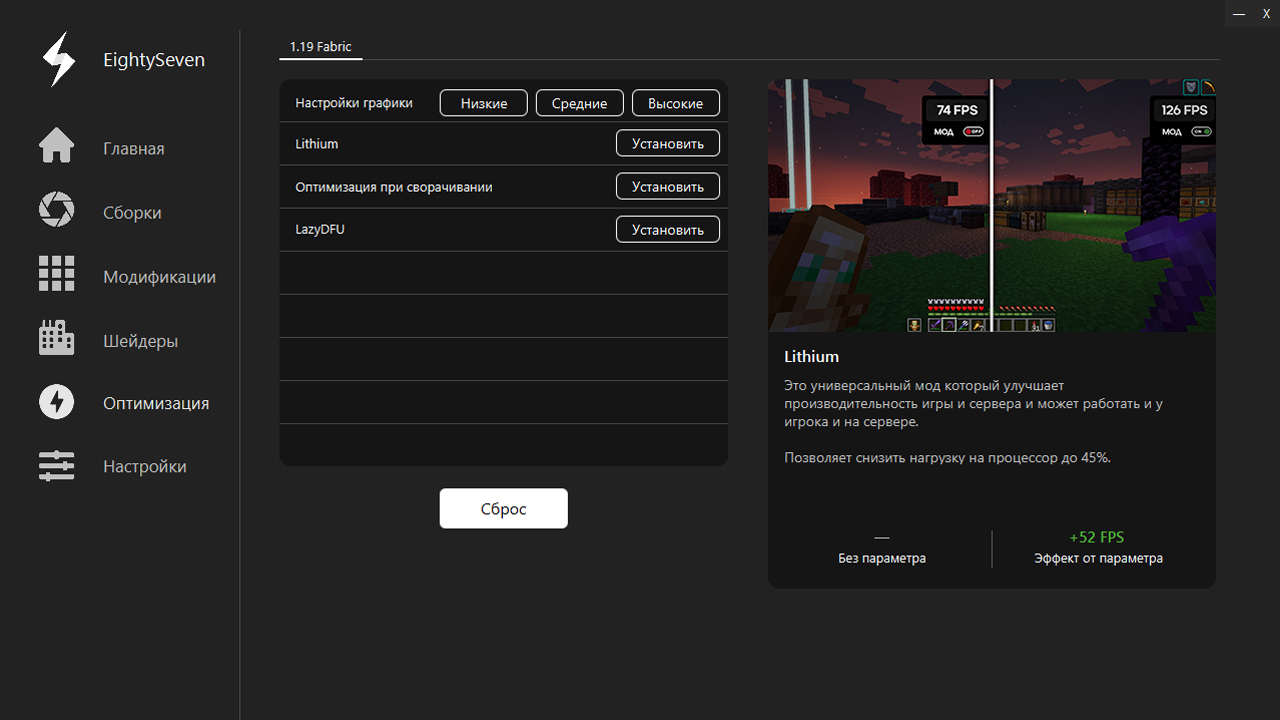 — X
EightySeven
Главная
Сборки
Модификации
Шейдеры
Оптимизация
Настройки
1.19 Fabric
Настройки графики Низкие Средние Высокие
Lithium Установить
Оптимизация при сворачивании Установить
LazyDFU Установить
Сброс
74 FPS
МОД OFF
126 FPS
МОД ON
31
Lithium
Это универсальный мод который улучшает
производительность игры и сервера и может работать и у
игрока и на сервере.
Позволяет снизить нагрузку на процессор до 45%.
— +52 FPS
Без параметра Эффект от параметра